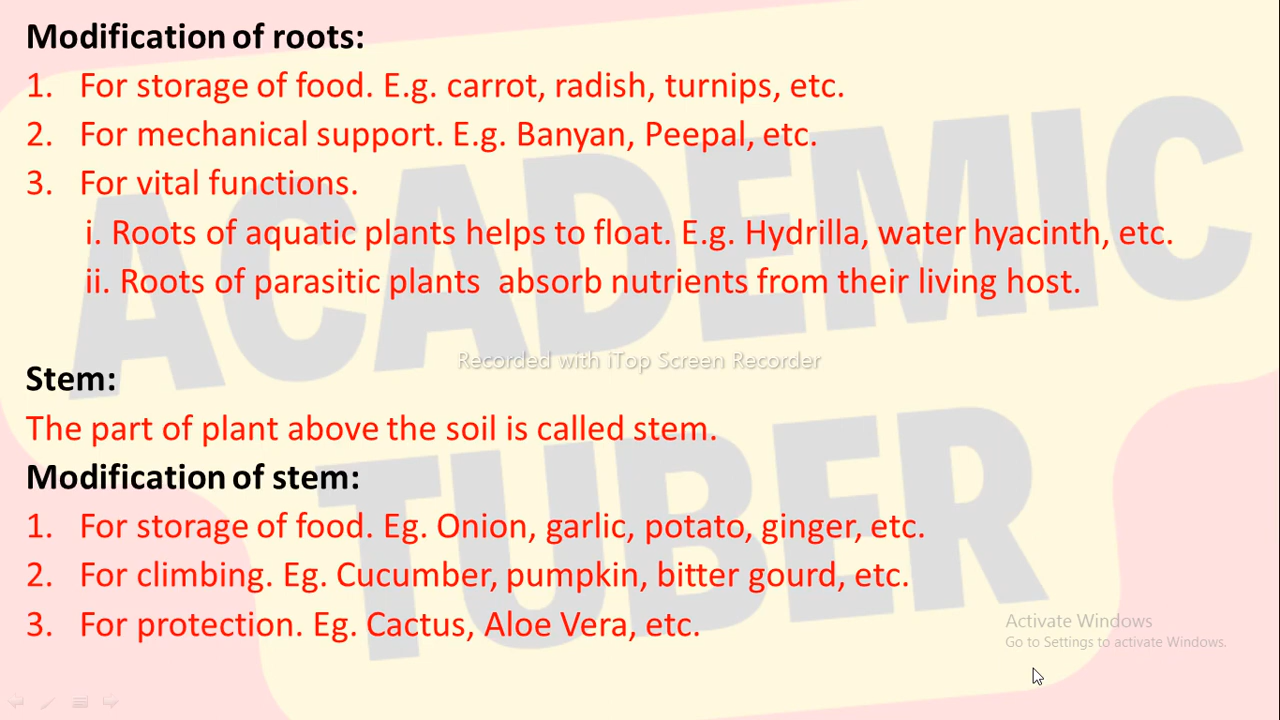 Modification of roots:
1. For storage of food. E.g. carrot, radish, turnips, etc.
2. For mechanical support. E.g. Banyan, Peepal, etc.
3. For vital functions.
i. Roots of aquatic plants helps to float. E.g. Hydrilla, water hyacinth, etc.
ii. Roots of parasitic plants absorb nutrients from their living host.
ACADEMIC
Recorded with iTop Screen Recorder
Stem:
The part of plant above the soil is called stem.
TUBER
Modification of stem:
1. For storage of food. Eg. Onion, garlic, potato, ginger, etc.
2. For climbing. Eg. Cucumber, pumpkin, bitter gourd, etc.
3. For protection. Eg. Cactus, Aloe Vera, etc.
Activate Windows
Go to Settings to activate Windows.